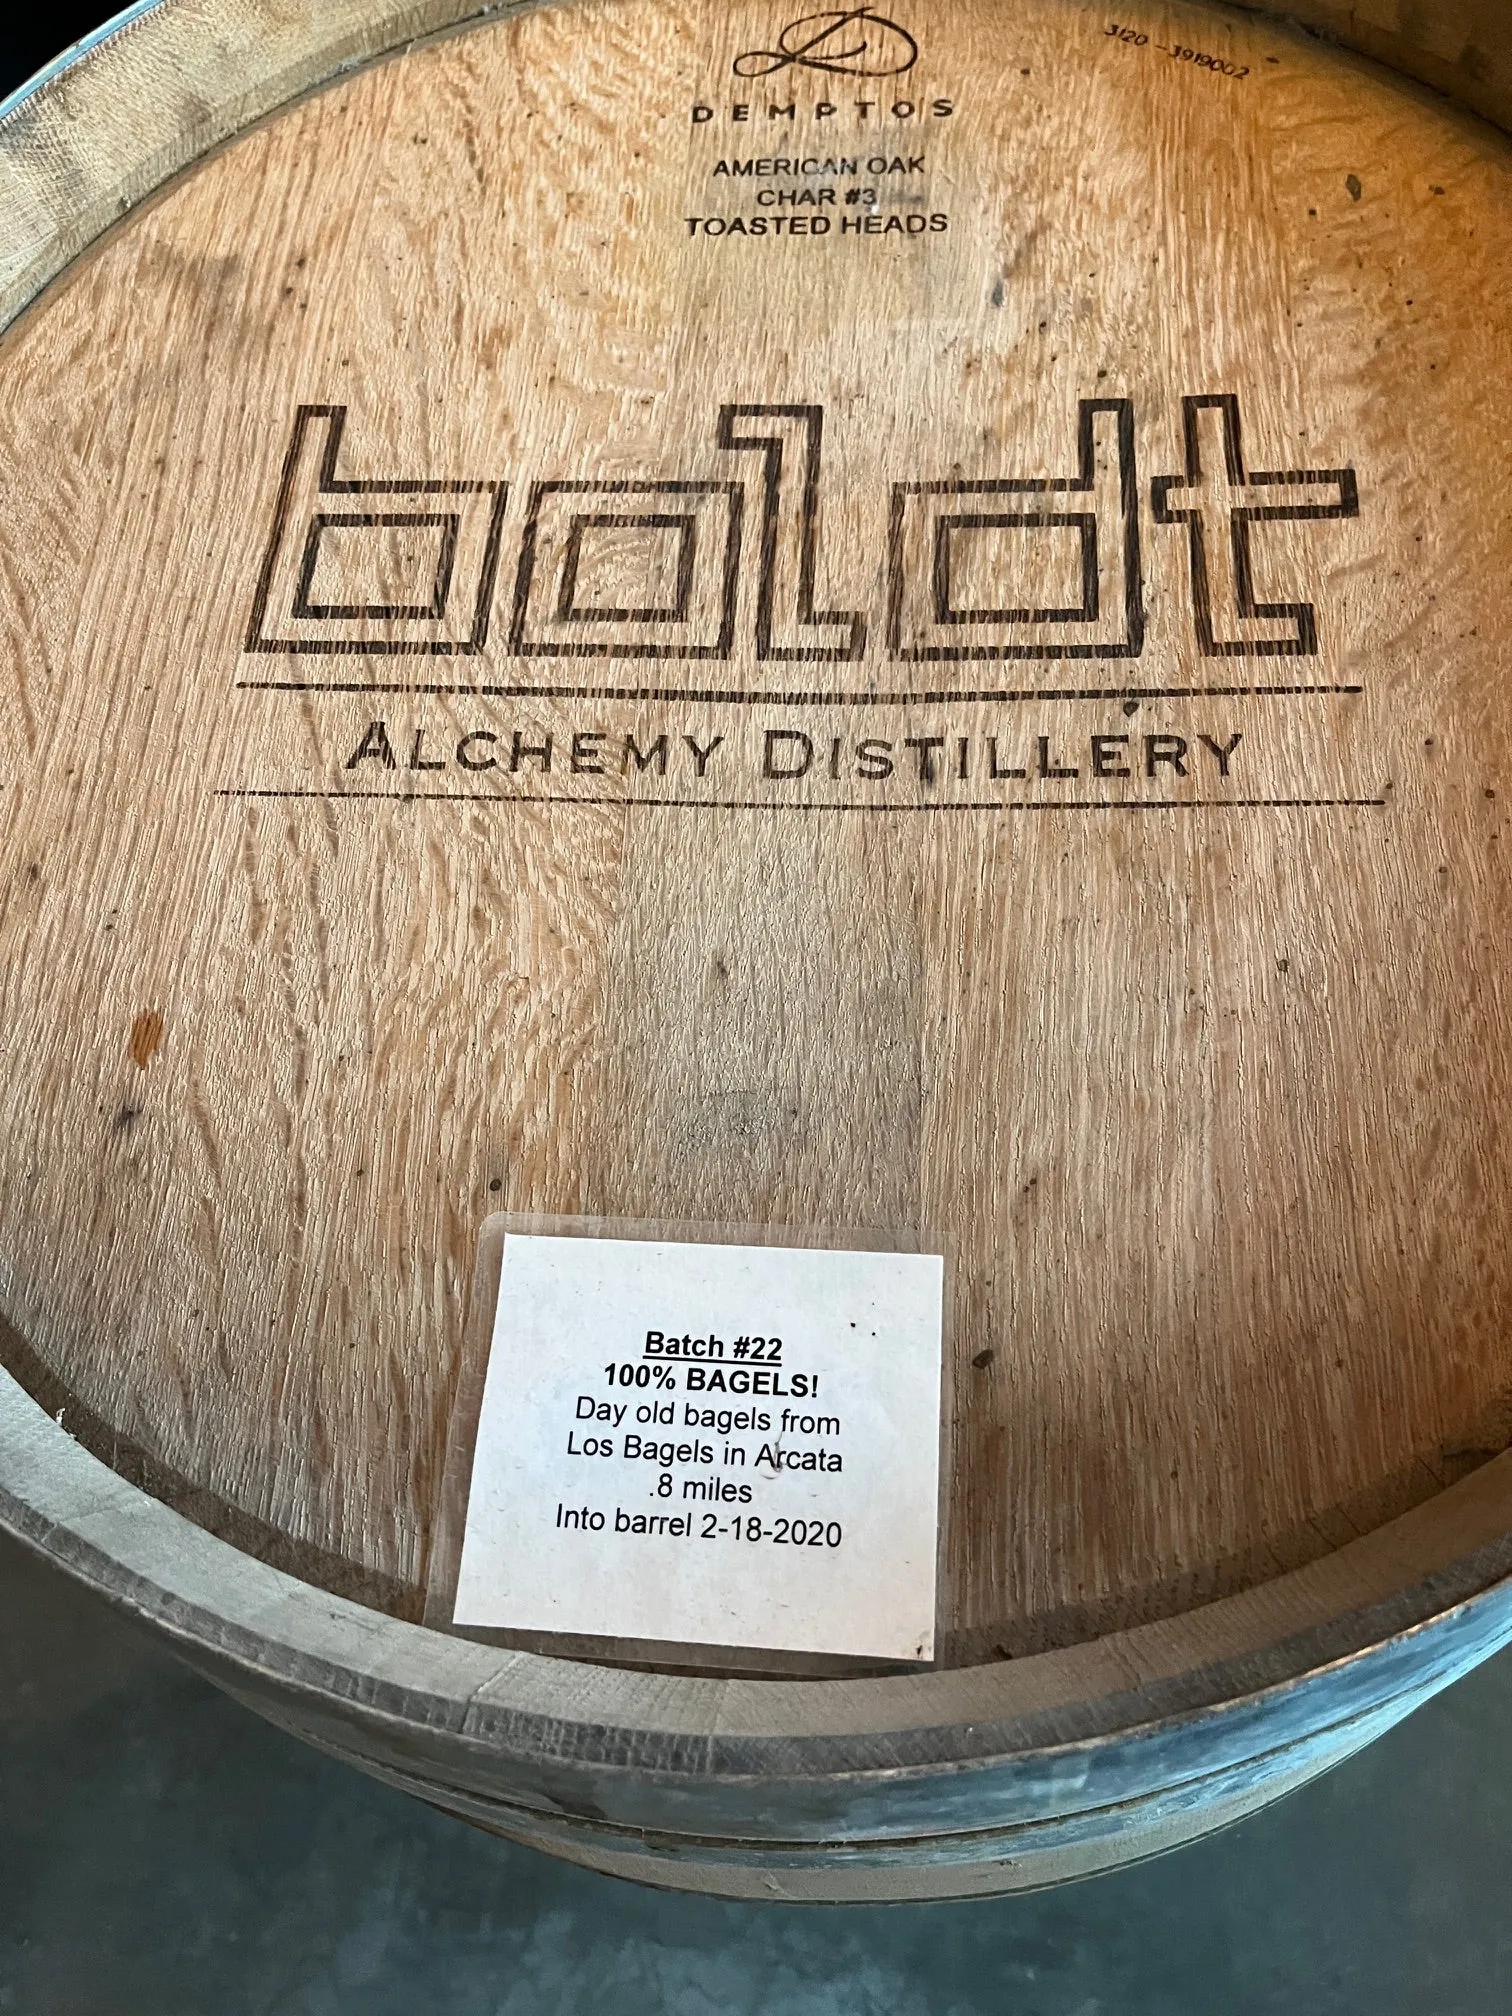 3120-3919002
DEMPTOS
AMERICAN OAK
CHAR #3
TOASTED HEADS
boldt
ALCHEMY DISTILLERY
Batch #22
100% BAGELS!
Day old bagels from
Los Bagels in Arcata
.8 miles
Into barrel 2-18-2020